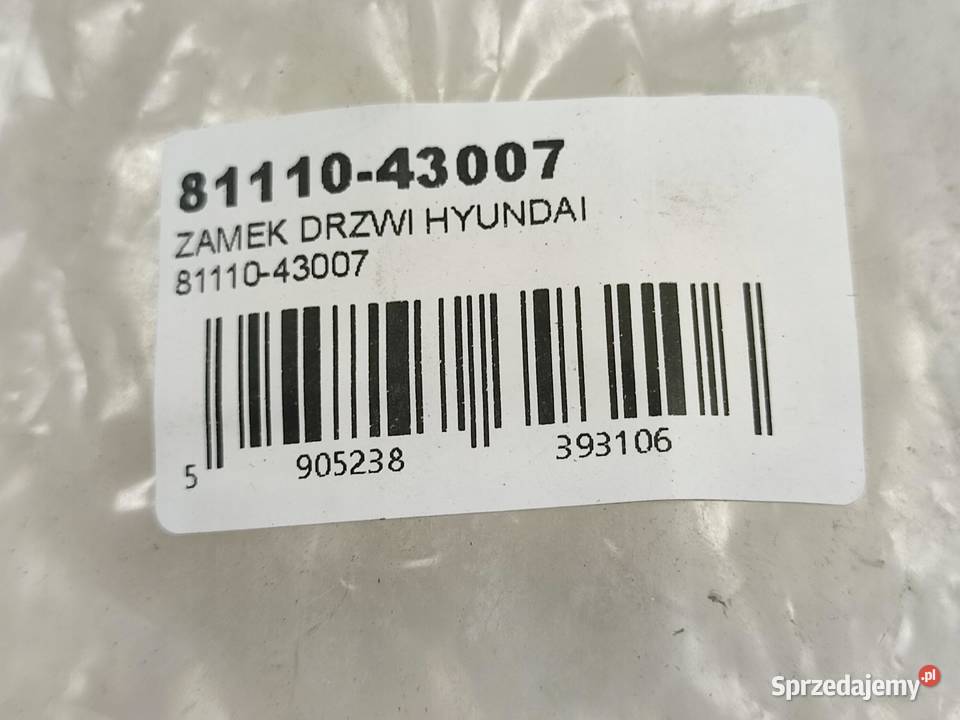 81110-43007
ZAMEK DRZWI HYUNDAI
81110-43007
5 905238 393106
Sprzedajemy.pl